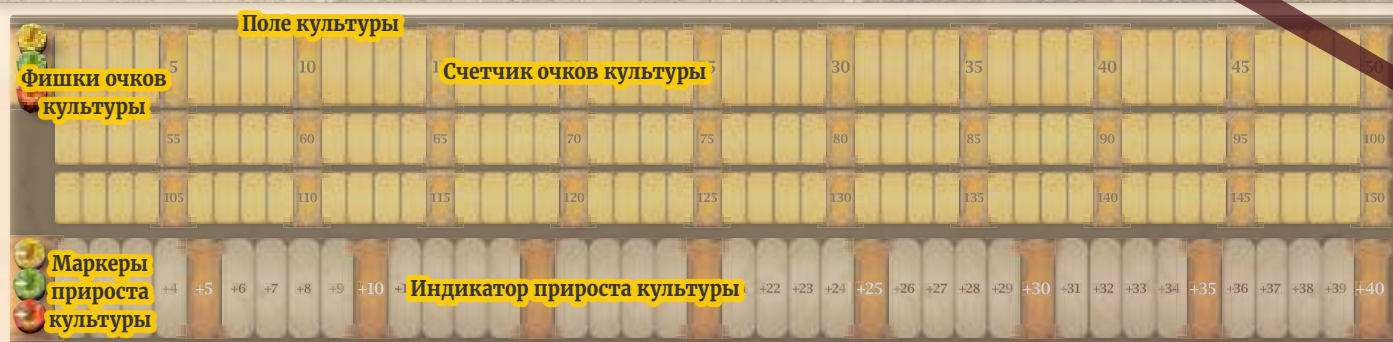 Поле культуры
5 10 Счетчик очков культуры 30 35 40 45 50
Фишки очков
культуры
55 60 65 70 75 80 85 90 95 100
105 110 115 120 125 130 135 140 145 150
Маркеры
прироста
культуры
+4 +5 +6 +7 +8 +9 +10 Индикатор прироста культуры +22 +23 +24 +25 +26 +27 +28 +29 +30 +31 +32 +33 +34 +35 +36 +37 +38 +39 +40